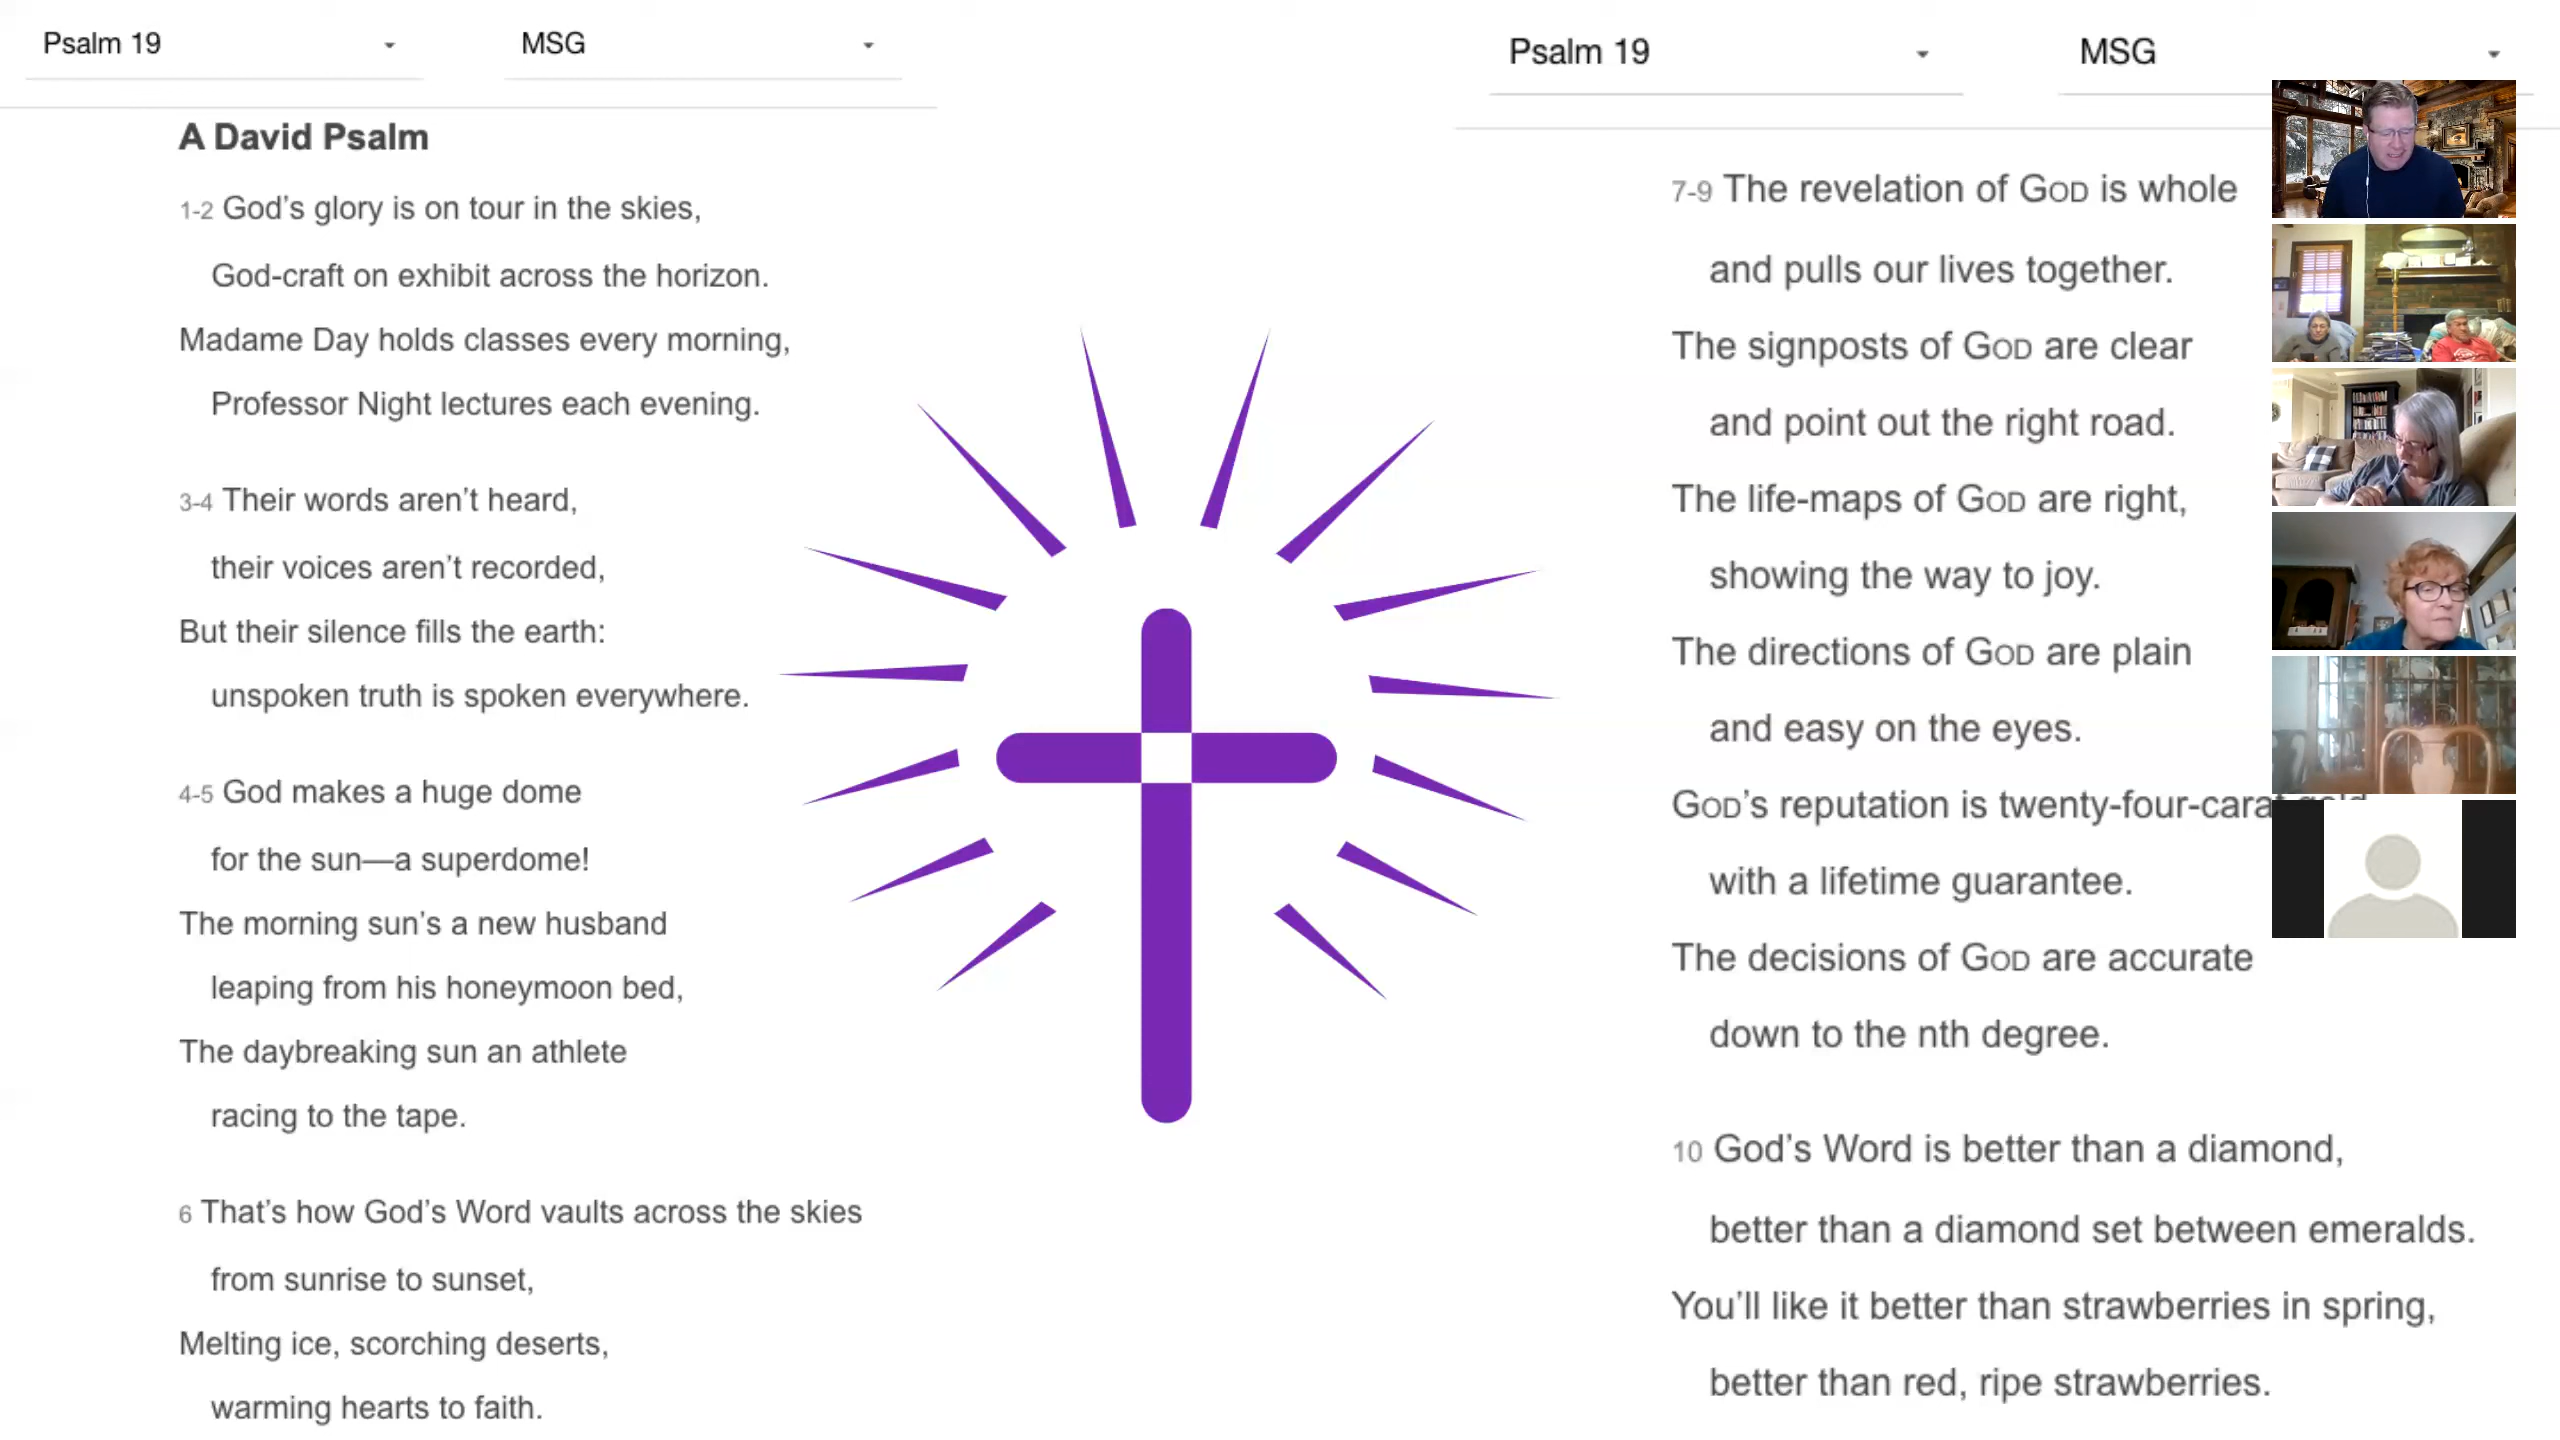 Psalm 19
MSG
A David Psalm
1-2 God’s glory is on tour in the skies,
God-craft on exhibit across the horizon.
Madame Day holds classes every morning,
Professor Night lectures each evening.
3-4 Their words aren’t heard,
their voices aren’t recorded,
But their silence fills the earth:
unspoken truth is spoken everywhere.
4-5 God makes a huge dome
for the sun—a superdome!
The morning sun’s a new husband
leaping from his honeymoon bed,
The daybreaking sun an athlete
racing to the tape.
6 That’s how God’s Word vaults across the skies
from sunrise to sunset,
Melting ice, scorching deserts,
warming hearts to faith.
Psalm 19
MSG
7-9 The revelation of GOD is whole
and pulls our lives together.
The signposts of GOD are clear
and point out the right road.
The life-maps of GOD are right,
showing the way to joy.
The directions of GOD are plain
and easy on the eyes.
GOD’s reputation is twenty-four-carat gold
with a lifetime guarantee.
The decisions of GOD are accurate
down to the nth degree.
10 God’s Word is better than a diamond,
better than a diamond set between emeralds.
You’ll like it better than strawberries in spring,
better than red, ripe strawberries.